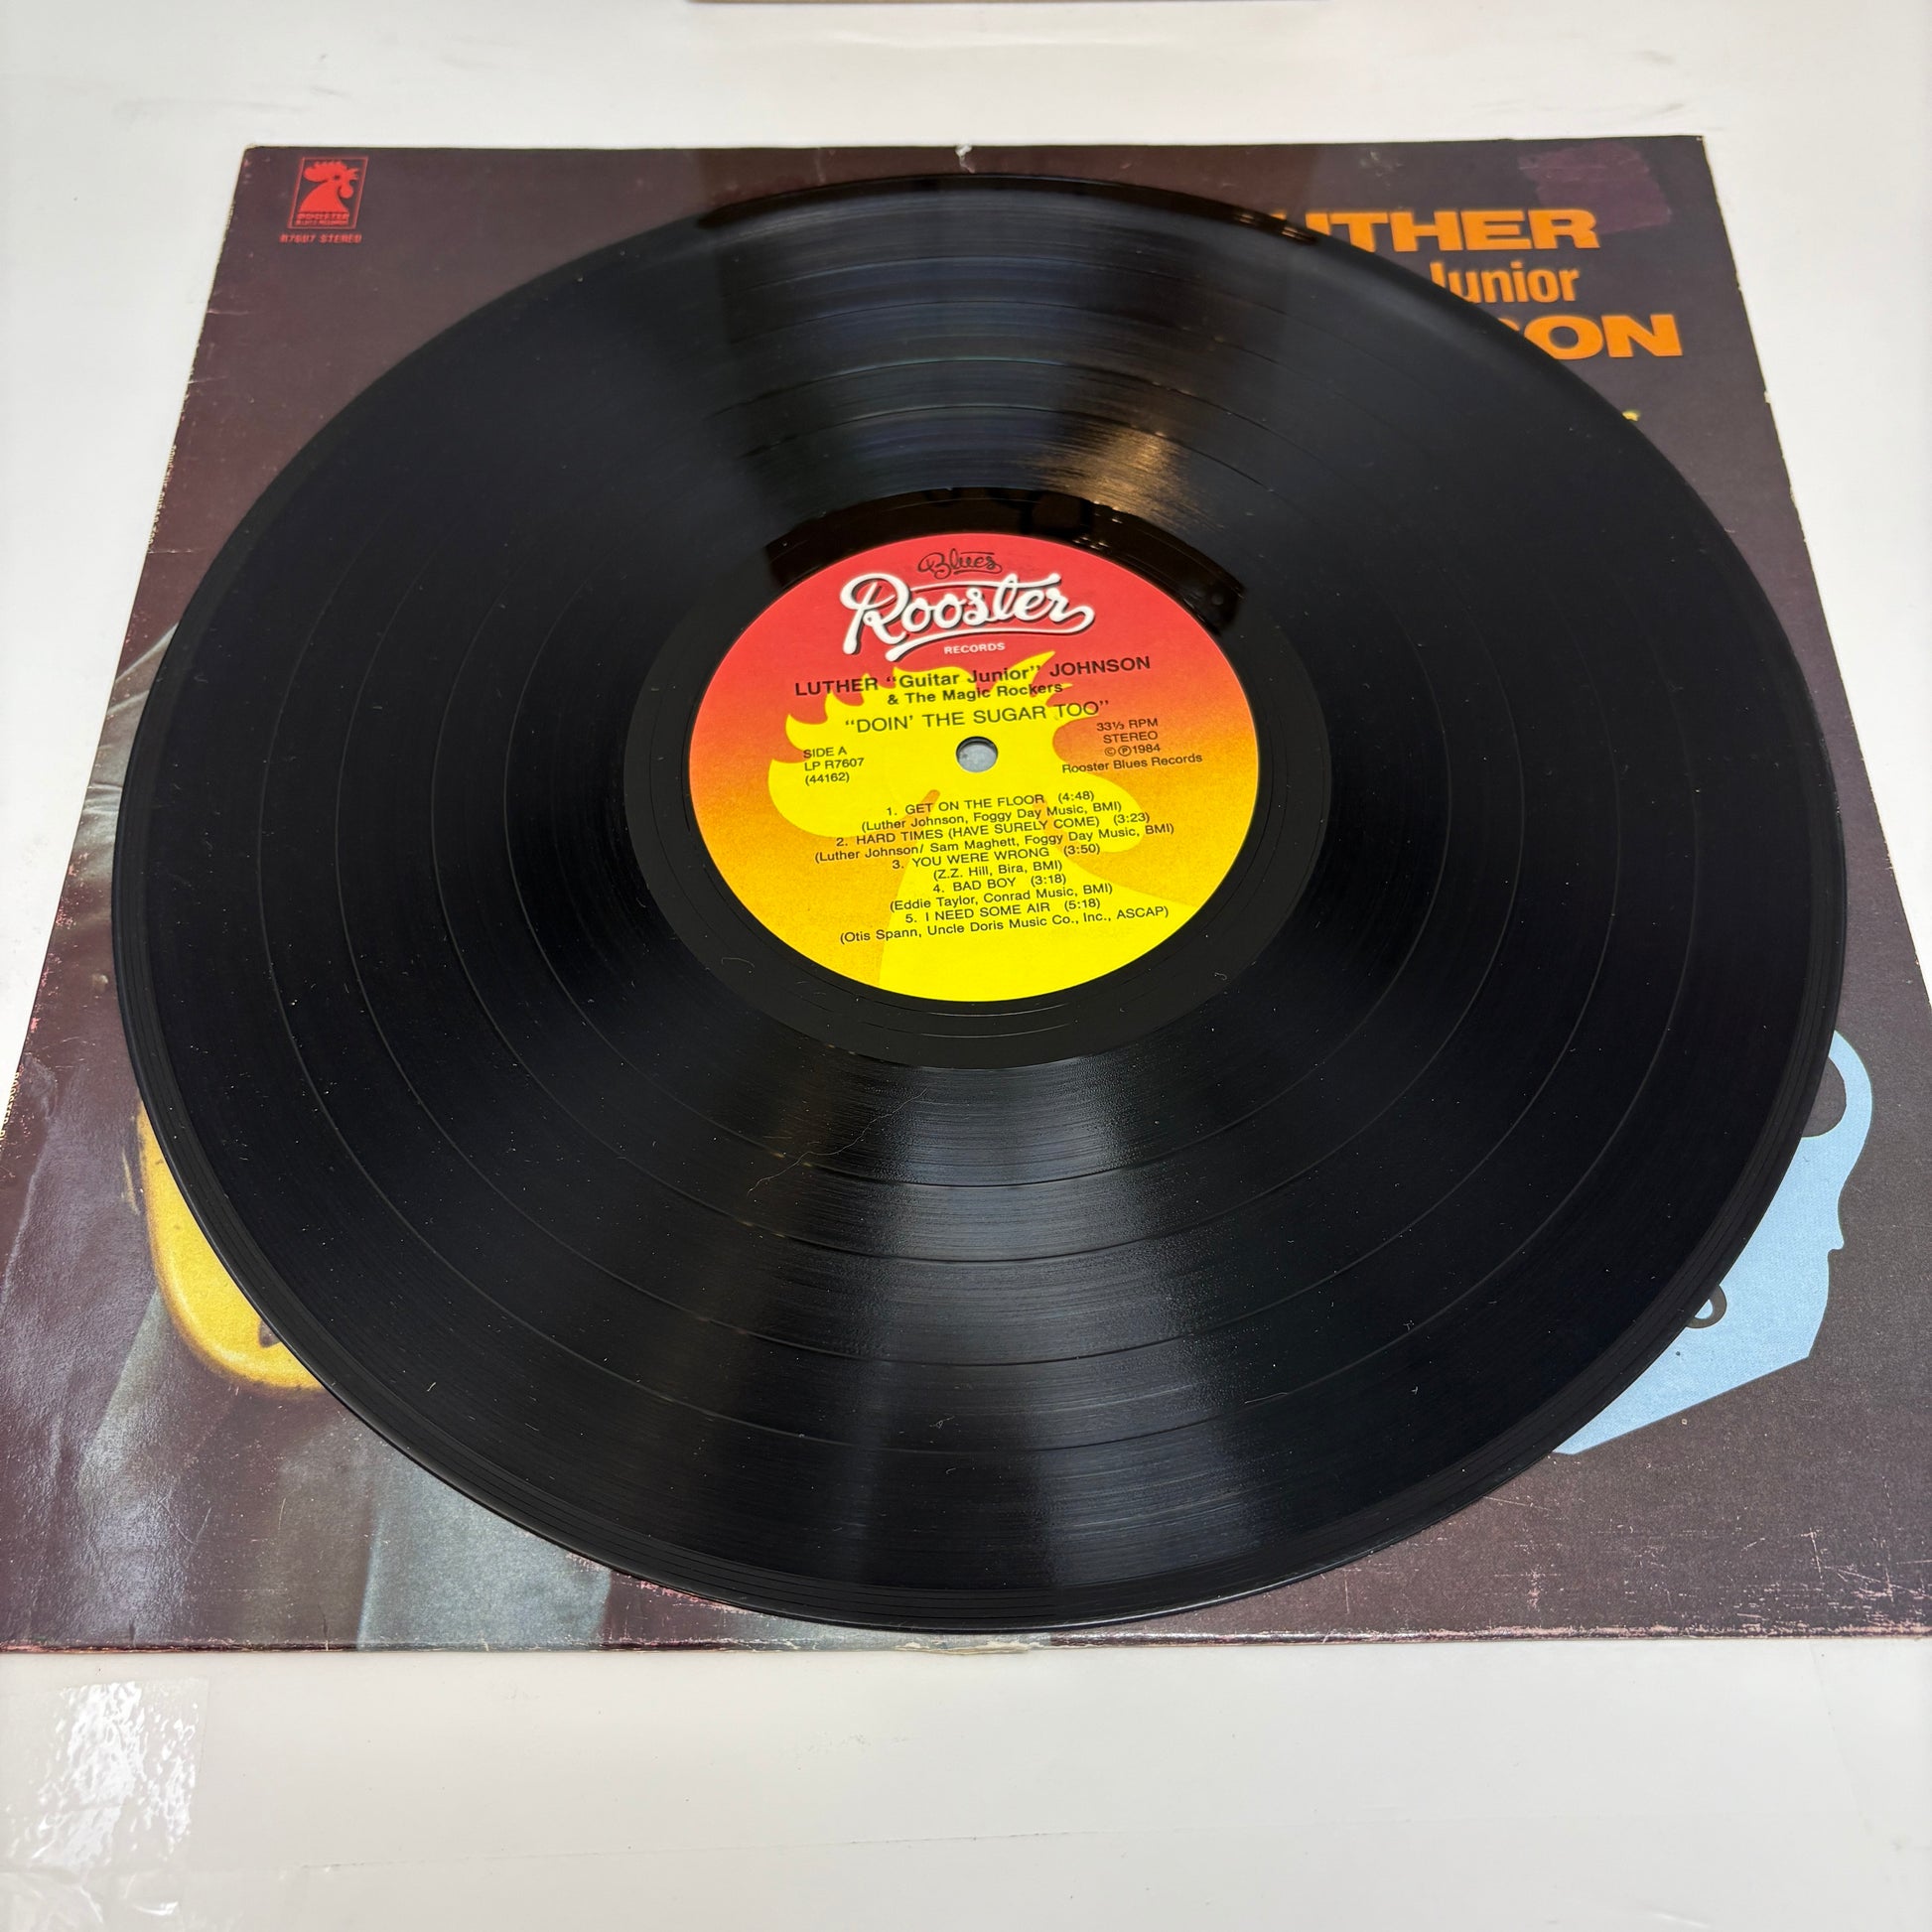 ROOSTER
BLUES RECORDS
R7607 STEREO
UTHER
Junior
SON
Blues
Rooster
RECORDS
LUTHER "Guitar Junior" JOHNSON
& The Magic Rockers
"DOIN' THE SUGAR TOO"
SIDE A
LP R7607
(44162)
33⅓ RPM
STEREO
©℗1984
Rooster Blues Records
1. GET ON THE FLOOR (4:48)
(Luther Johnson, Foggy Day Music, BMI)
2. HARD TIMES (HAVE SURELY COME) (3:23)
(Luther Johnson/ Sam Maghett, Foggy Day Music, BMI)
3. YOU WERE WRONG (3:50)
(Z.Z. Hill, Bira, BMI)
4. BAD BOY (3:18)
(Eddie Taylor, Conrad Music, BMI)
5. I NEED SOME AIR (5:18)
(Otis Spann, Uncle Doris Music Co., Inc., ASCAP)